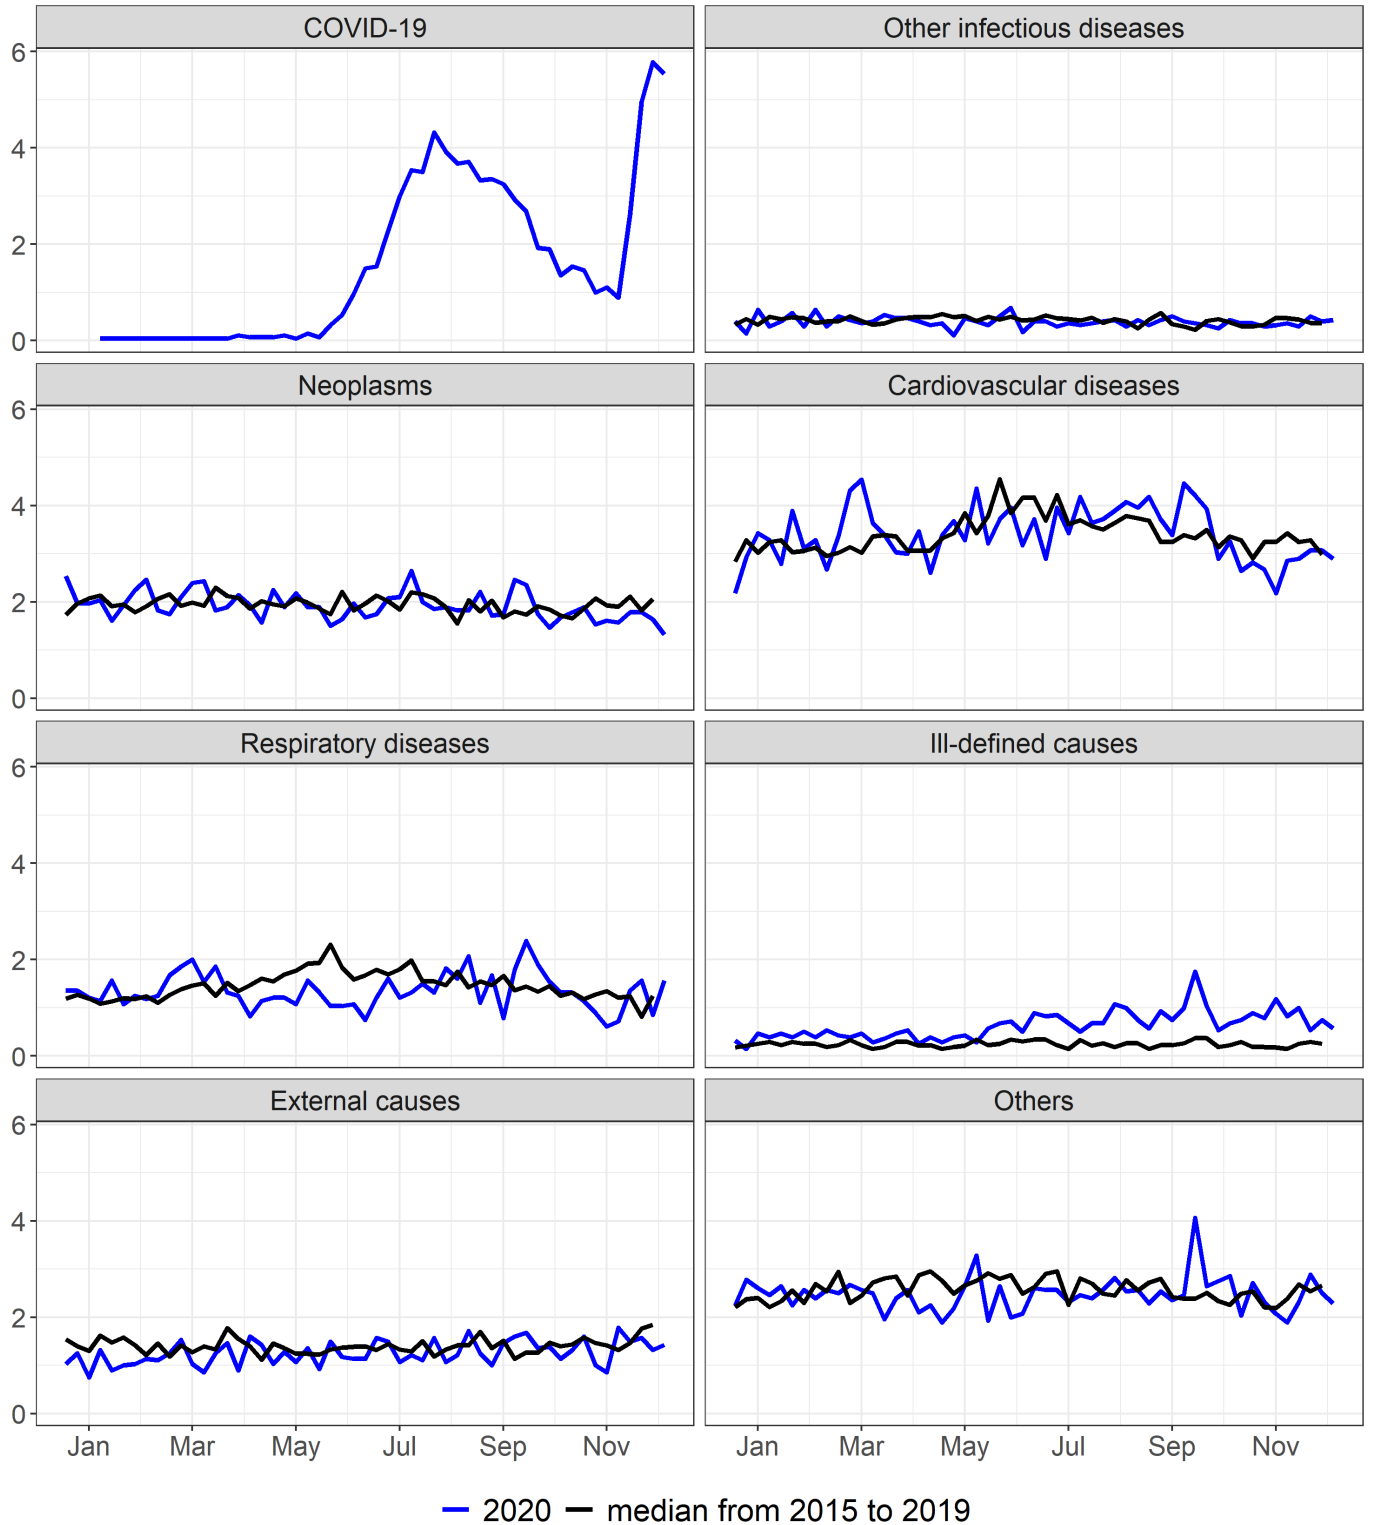 COVID-19
Other infectious diseases
6
4
2
0
Neoplasms
Cardiovascular diseases
6
4
2
0
Respiratory diseases
Ill-defined causes
6
4
2
0
External causes
Others
6
4
2
0
Jan Mar May Jul Sep Nov
Jan Mar May Jul Sep Nov
2020 median from 2015 to 2019